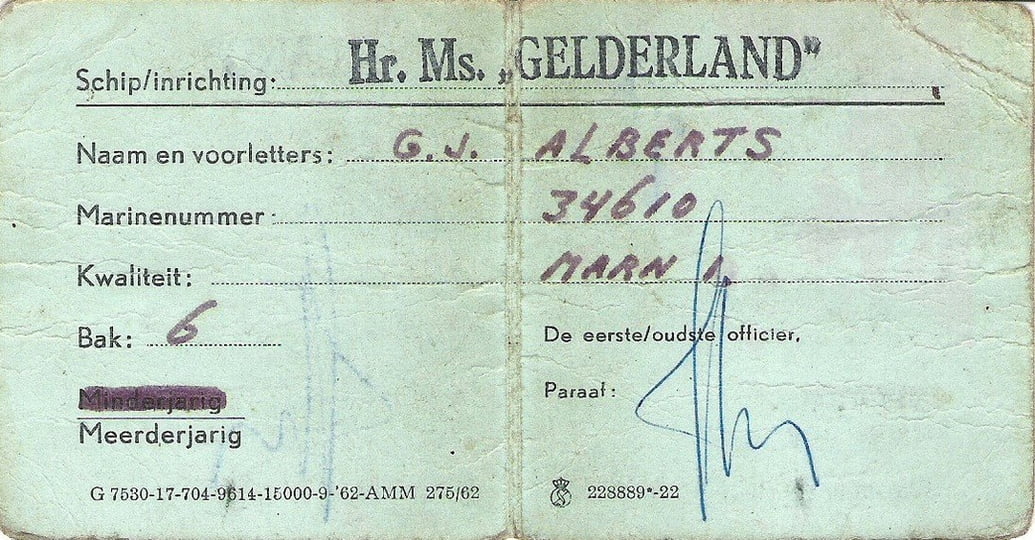 Schip/inrichting: Hr. Ms. „GELDERLAND"
Naam en voorletters: G.J. ALBERTS
Marinenummer: 34610
Kwaliteit: MARN 1.
Bak: 6
De eerste/oudste officier,
Minderjarig
Paraaf:
Meerderjarig
G 7530-17-704-9614-15000-9-'62-AMM 275/62
228889*-22